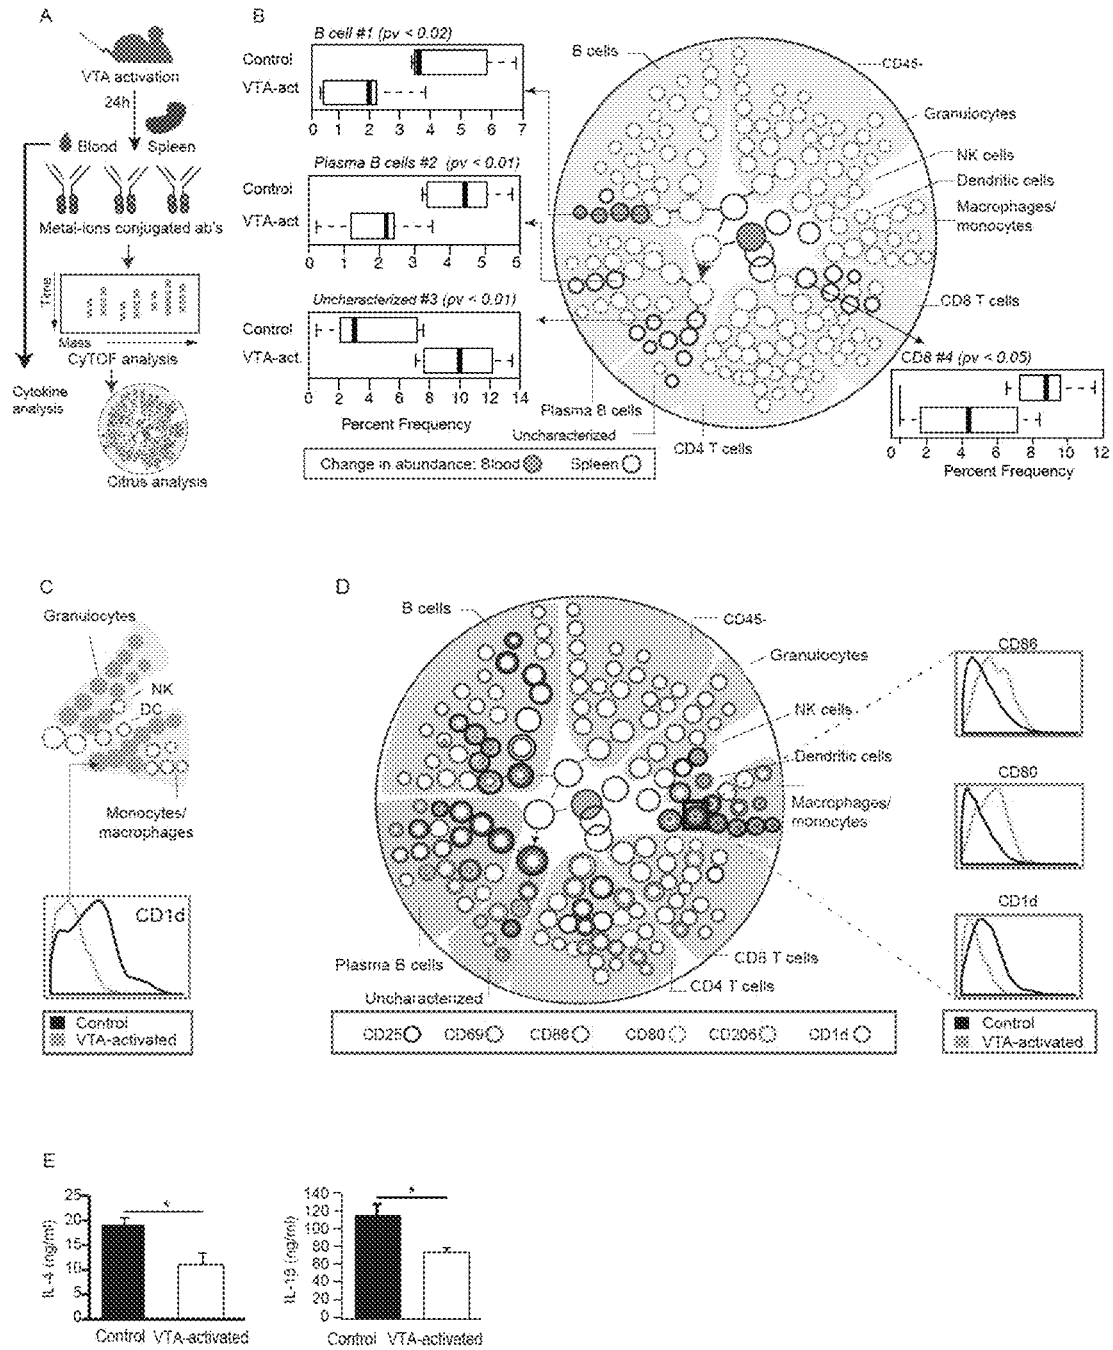 A
VTA activation
24h
Blood
Spleen
Metal-ions conjugated ab's
Time
Mass
CyTOF analysis
Cytokine
analysis
Citrus analysis
B
B cell #1 (pv < 0.02)
Control
VTA-act
0 1 2 3 4 5 6 7
Plasma B cells #2 (pv < 0.01)
Control
VTA-act
0 1 2 3 4 5 6
Uncharacterized #3 (pv < 0.01)
Control
VTA-act.
0 2 4 6 8 10 12 14
Percent Frequency
B cells
CD45-
Granulocytes
NK cells
Dendritic cells
Macrophages/
monocytes
CD8 T cells
CD8 #4 (pv < 0.05)
0 2 4 6 8 10 12
Percent Frequency
Plasma B cells
Uncharacterized
CD4 T cells
Change in abundance: Blood Spleen
C
Granulocytes
NK
DC
Monocytes/
macrophages
CD1d
Control
VTA-activated
D
B cells
CD45-
Granulocytes
NK cells
Dendritic cells
Macrophages/
monocytes
CD8 T cells
CD4 T cells
Plasma B cells
Uncharacterized
CD25 CD69 CD86 CD80 CD206 CD1d
CD86
CD80
CD1d
Control
VTA-activated
E
IL-4 (ng/ml)
25
20
15
10
5
0
*
Control VTA-activated
IL-1β (ng/ml)
140
120
100
80
60
40
20
0
*
Control VTA-activated